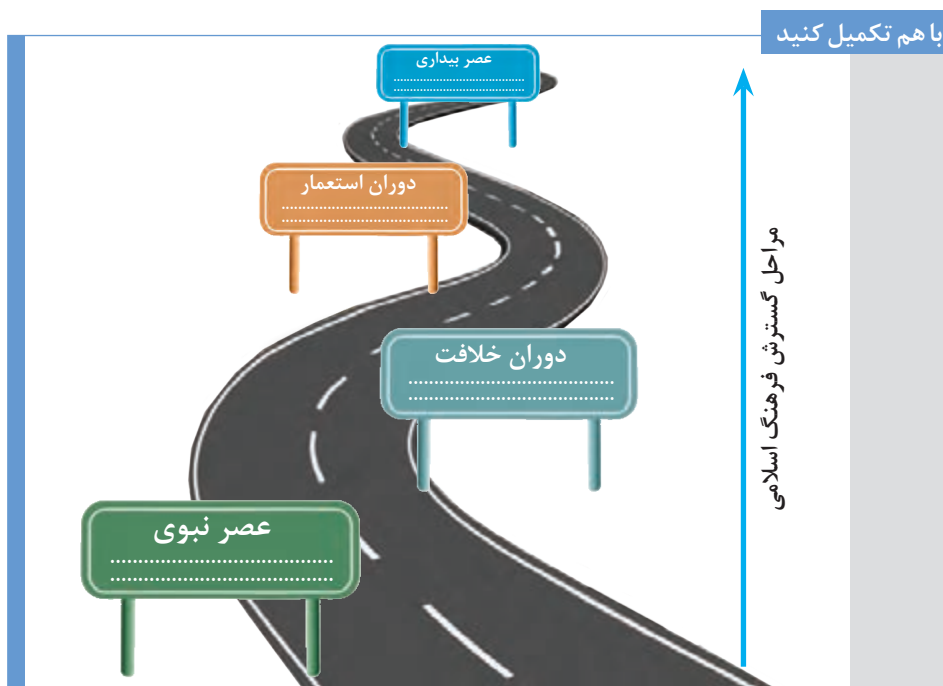 با هم تکمیل کنید
عصر بیداری
دوران استعمار
دوران خلافت
عصر نبوی
مراحل گسترش فرهنگ اسلامی